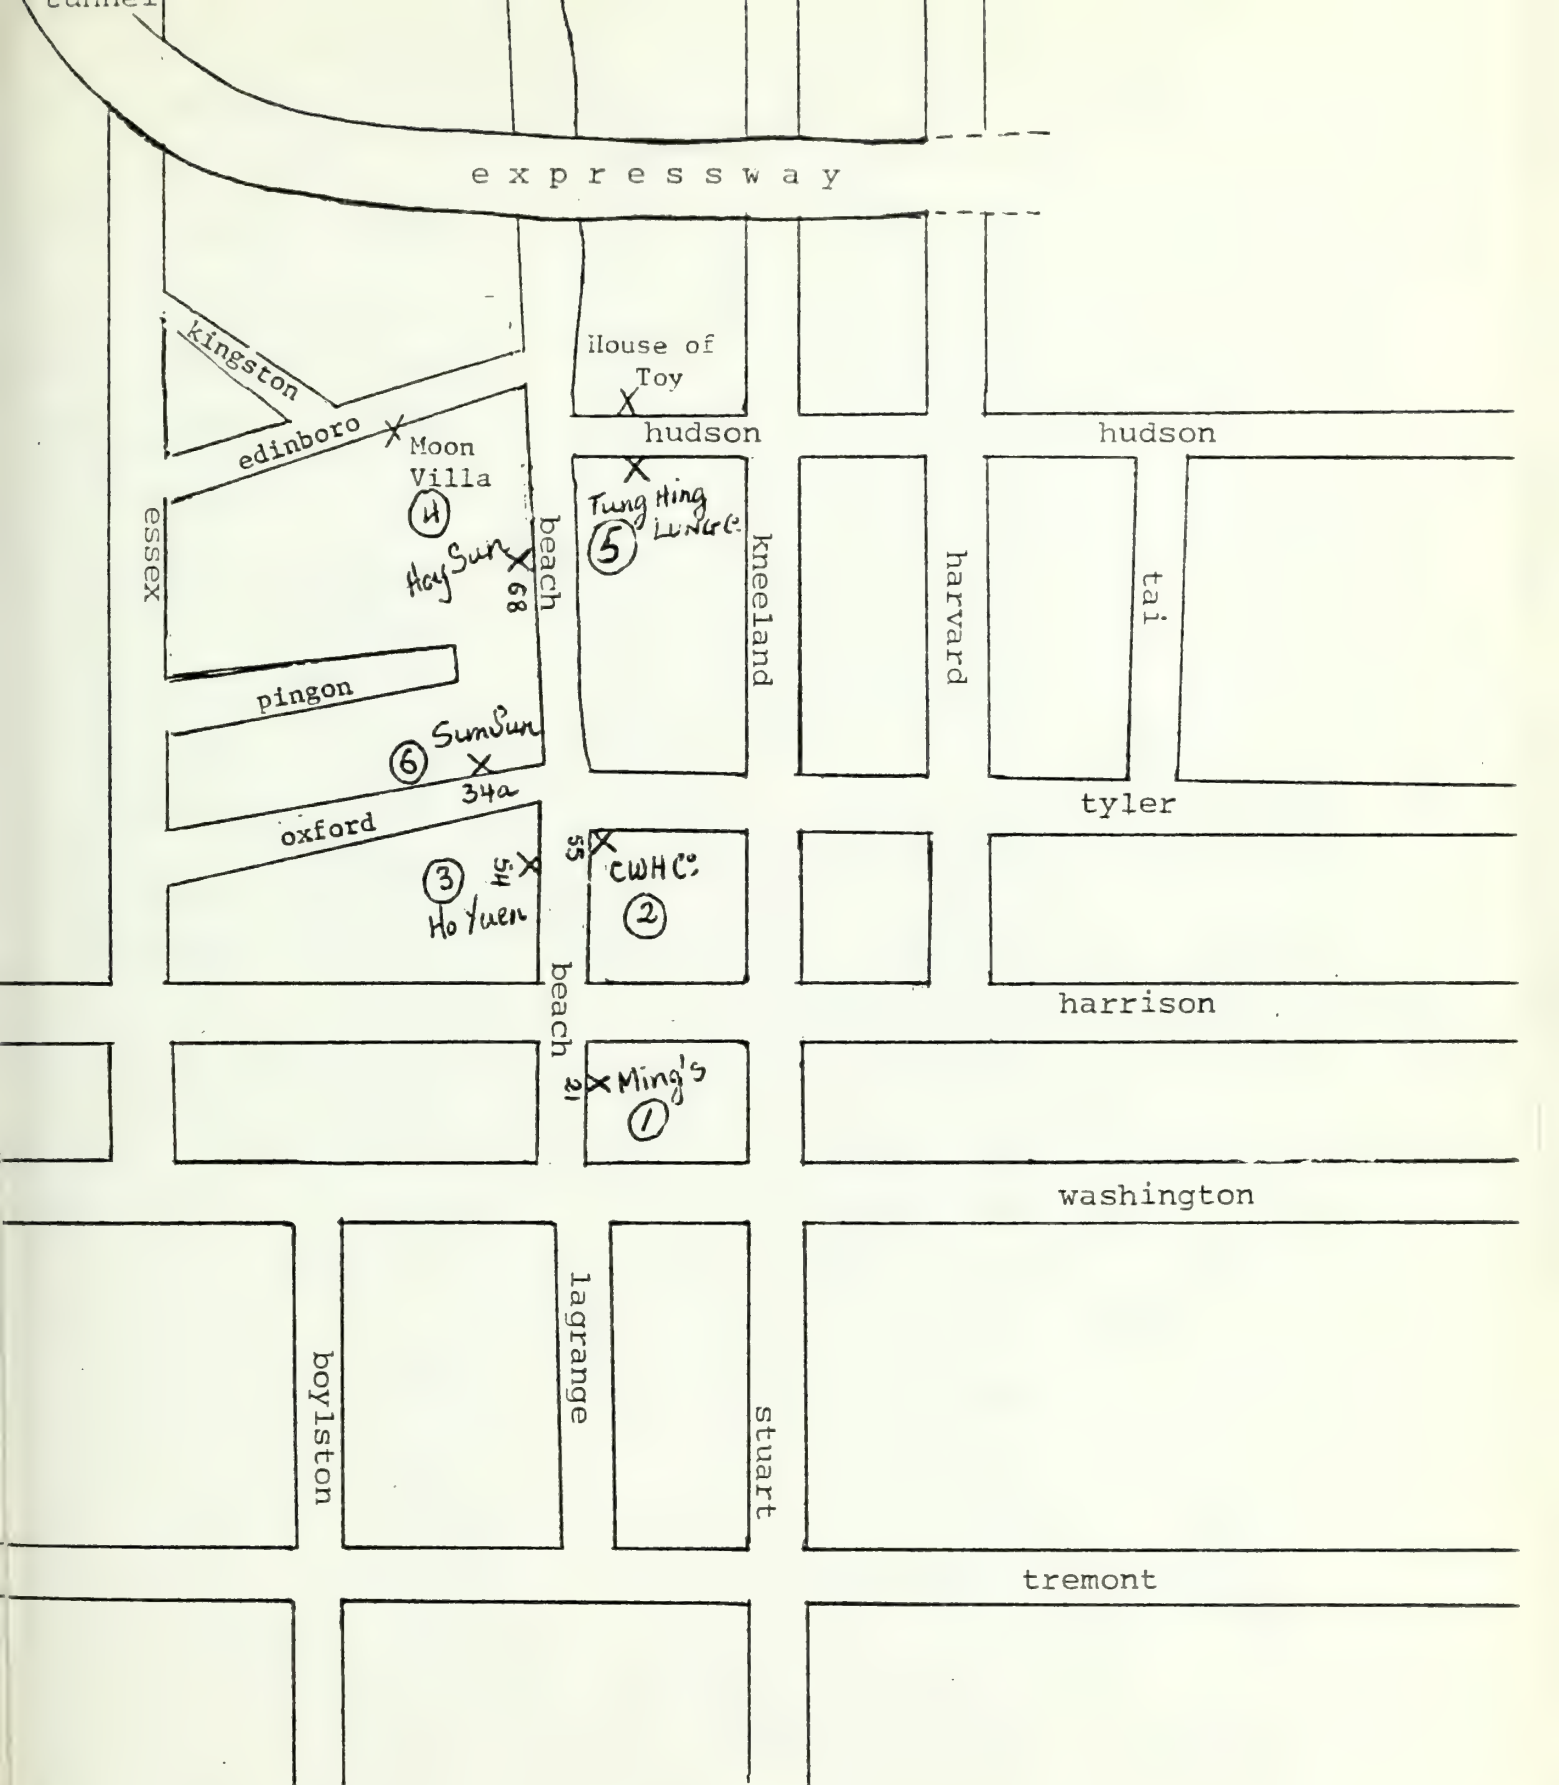 tunnel
expressway
kingston
House of
Toy
edinboro
hudson
hudson
Moon
Villa
4
Tung Hing
LUNG Co.
5
essex
beach
Hoy Sun
68
kneeland
harvard
tai
pingon
Sum Sun
6
34a
tyler
oxford
55
CWH Co.
2
54
3
Ho Yuen
beach
harrison
21
Ming's
1
washington
lagrange
boylston
stuart
tremont